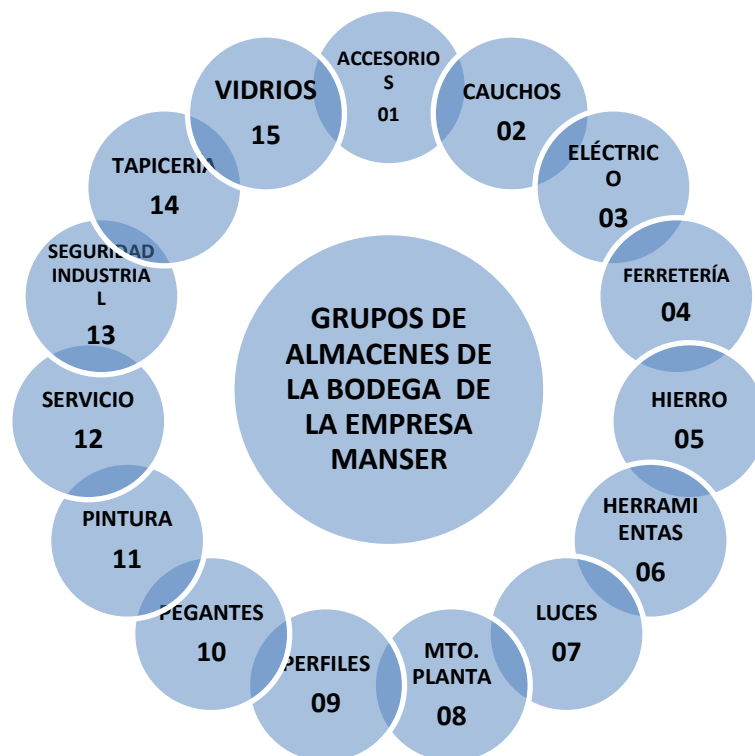 ACCESORIO
S
01
CAUCHOS
02
ELÉCTRIC
O
03
FERRETERÍA
04
HIERRO
05
HERRAMI
ENTAS
06
LUCES
07
MTO.
PLANTA
08
PERFILES
09
PEGANTES
10
PINTURA
11
SERVICIO
12
SEGURIDAD
INDUSTRIA
L
13
TAPICERIA
14
VIDRIOS
15
GRUPOS DE
ALMACENES DE
LA BODEGA DE
LA EMPRESA
MANSER